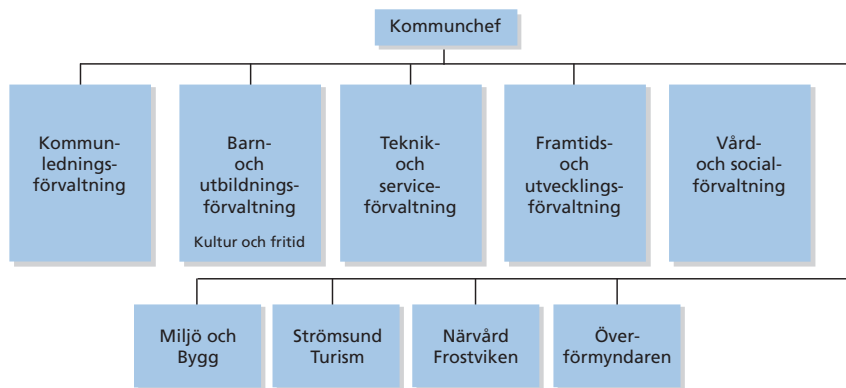 Kommunchef
Kommun-
lednings-
förvaltning
Barn-
och
utbildnings-
förvaltning
Kultur och fritid
Teknik-
och
service-
förvaltning
Framtids-
och
utvecklings-
förvaltning
Vård-
och social-
förvaltning
Miljö och
Bygg
Strömsund
Turism
Närvård
Frostviken
Över-
förmyndaren